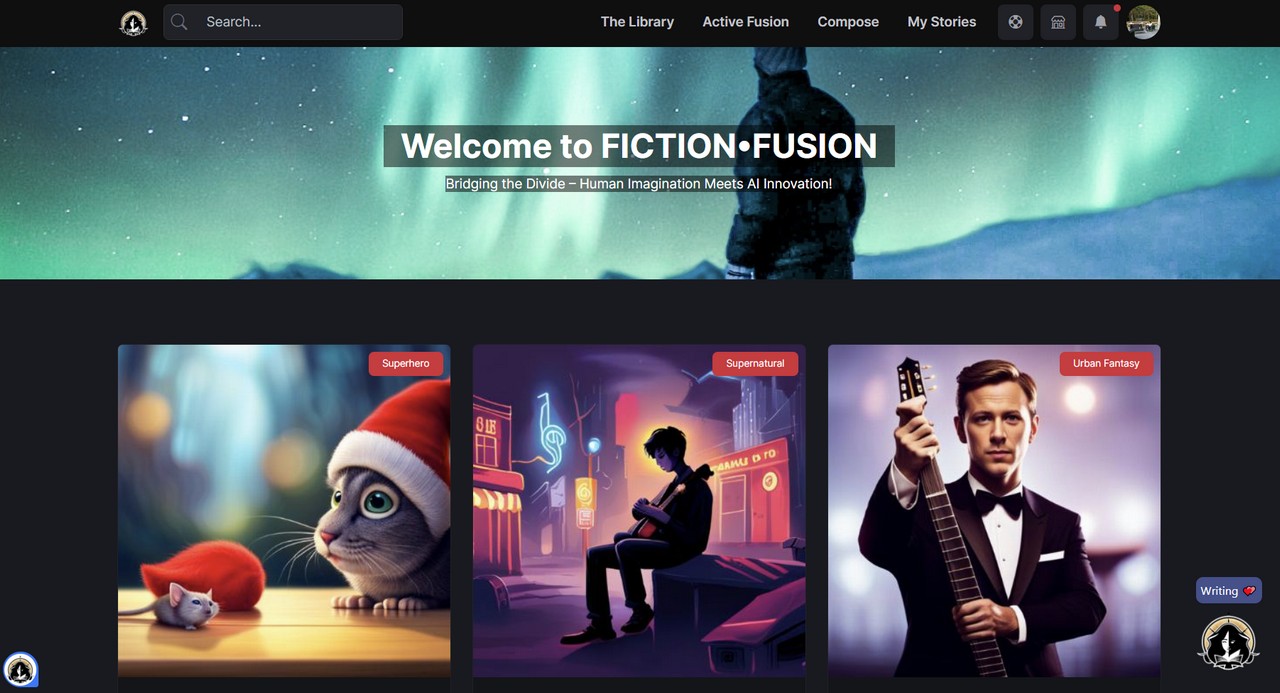 Search...
The Library
Active Fusion
Compose
My Stories
Welcome to FICTION•FUSION
Bridging the Divide – Human Imagination Meets AI Innovation!
Superhero
Supernatural
Urban Fantasy
Writing